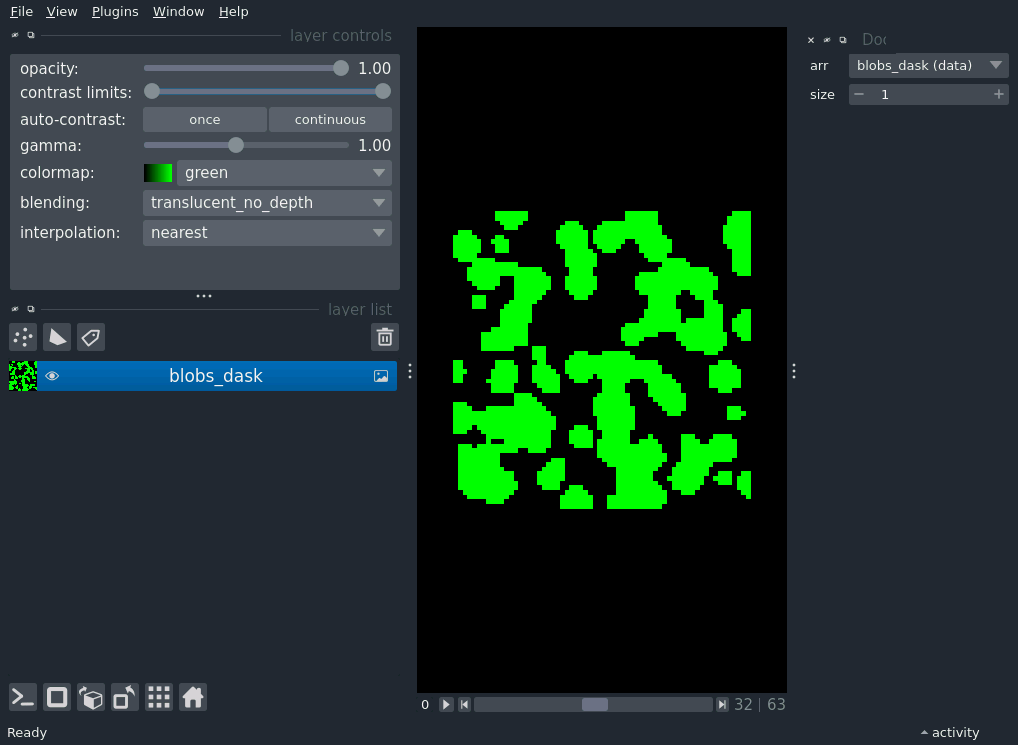 File View Plugins Window Help
layer controls
opacity: 1.00
contrast limits:
auto-contrast: once continuous
gamma: 1.00
colormap: green
blending: translucent_no_depth
interpolation: nearest
layer list
blobs_dask
0 32 | 63
Ready
arr blobs_dask (data)
size 1
activity